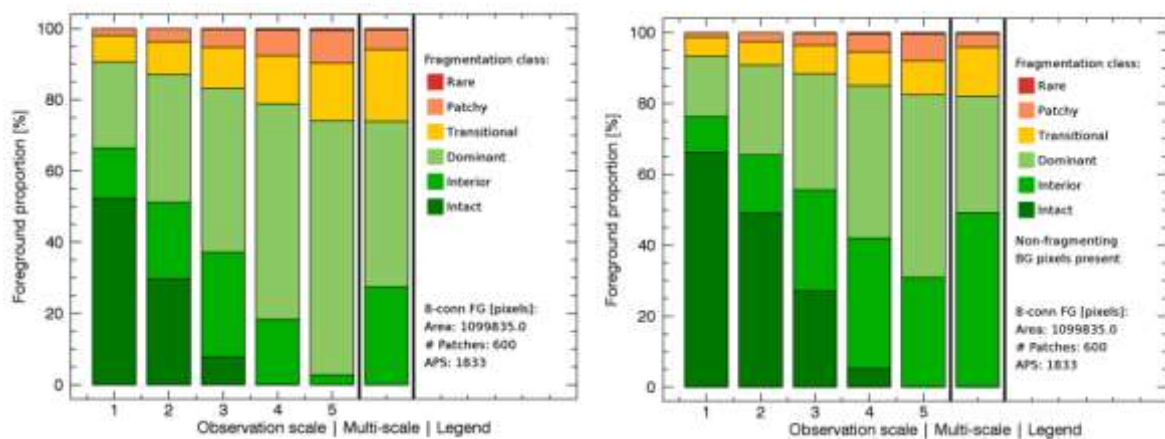 100
80
60
40
20
0
Foreground proportion [%]
Fragmentation class:
Rare
Patchy
Transitional
Dominant
Interior
Intact
8-conn FG [pixels]:
Area: 1099835.0
# Patches: 600
APS: 1833
1 2 3 4 5
Observation scale | Multi-scale | Legend
100
80
60
40
20
0
Foreground proportion [%]
Fragmentation class:
Rare
Patchy
Transitional
Dominant
Interior
Intact
Non-fragmenting
BG pixels present
8-conn FG [pixels]:
Area: 1099835.0
# Patches: 600
APS: 1833
1 2 3 4 5
Observation scale | Multi-scale | Legend